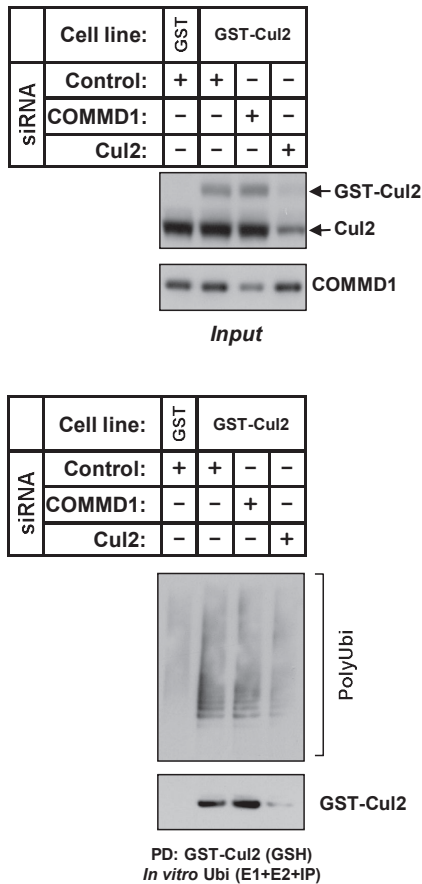 Cell line: GST GST-Cul2
siRNA
Control: + + – –
COMMD1: – – + –
Cul2: – – – +
GST-Cul2
Cul2
COMMD1
Input
Cell line: GST GST-Cul2
siRNA
Control: + + – –
COMMD1: – – + –
Cul2: – – – +
PolyUbi
GST-Cul2
PD: GST-Cul2 (GSH)
In vitro Ubi (E1+E2+IP)